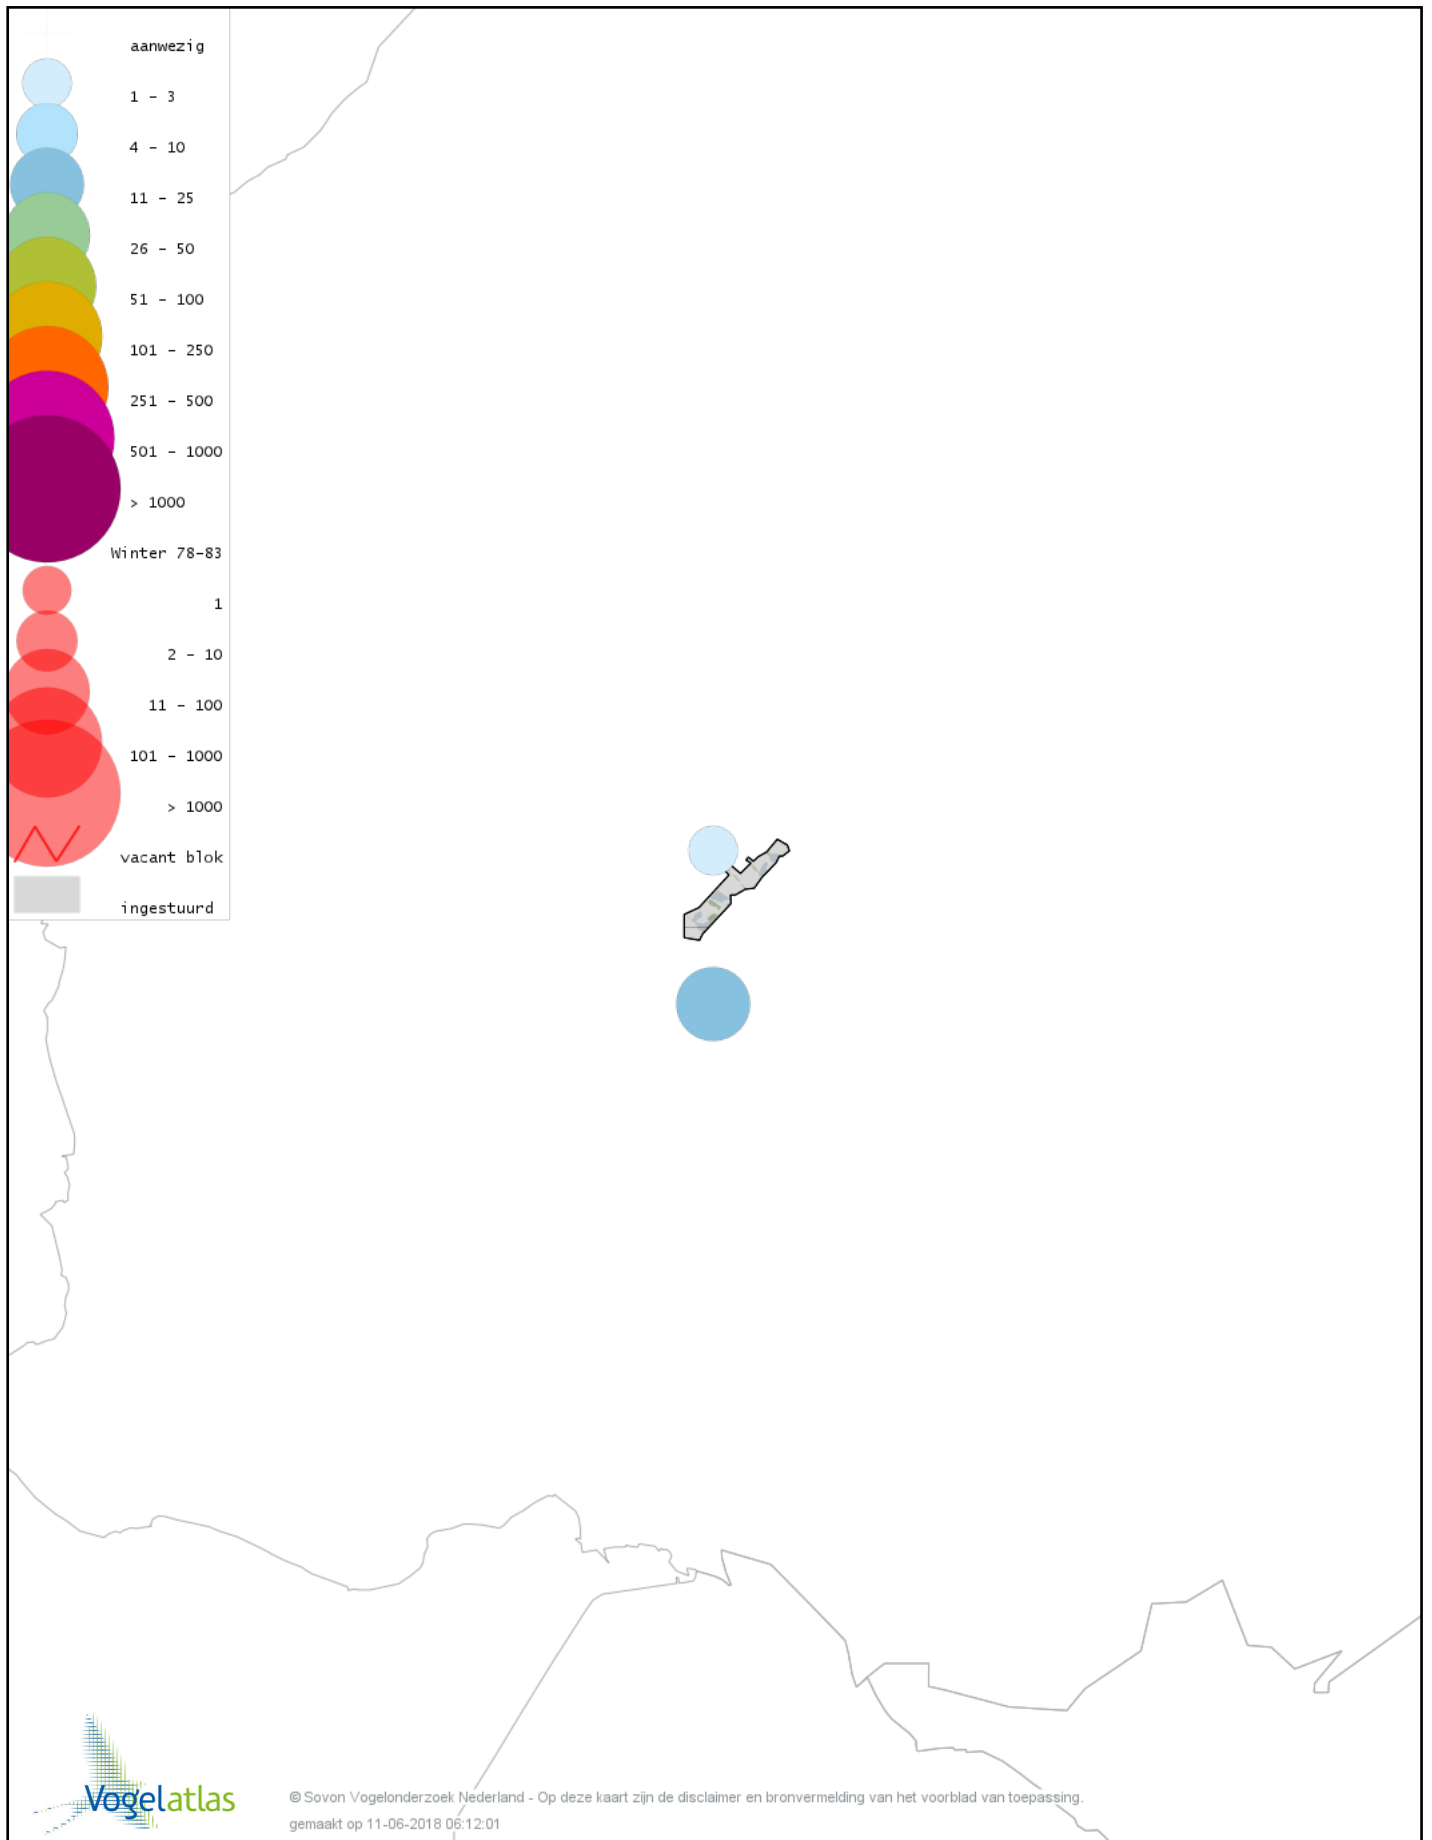 aanwezig
1 - 3
4 - 10
11 - 25
26 - 50
51 - 100
101 - 250
251 - 500
501 - 1000
> 1000
Winter 78-83
1
2 - 10
11 - 100
101 - 1000
> 1000
vacant blok
ingestuurd
Vogelatlas
© Sovon Vogelonderzoek Nederland - Op deze kaart zijn de disclaimer en bronvermelding van het voorblad van toepassing.
gemaakt op 11-06-2018 06:12:01